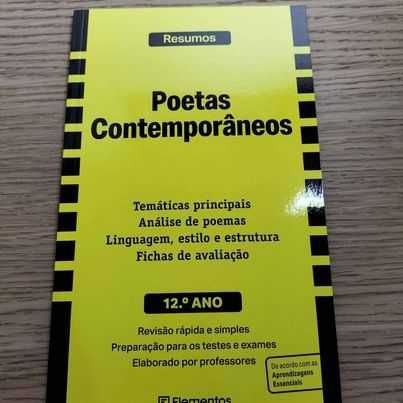 Resumos
Poetas
Contemporâneos
Temáticas principais
Análise de poemas
Linguagem, estilo e estrutura
Fichas de avaliação
12.º ANO
Revisão rápida e simples
Preparação para os testes e exames
Elaborado por professores
De acordo com as
Aprendizagens
Essenciais
Elementos